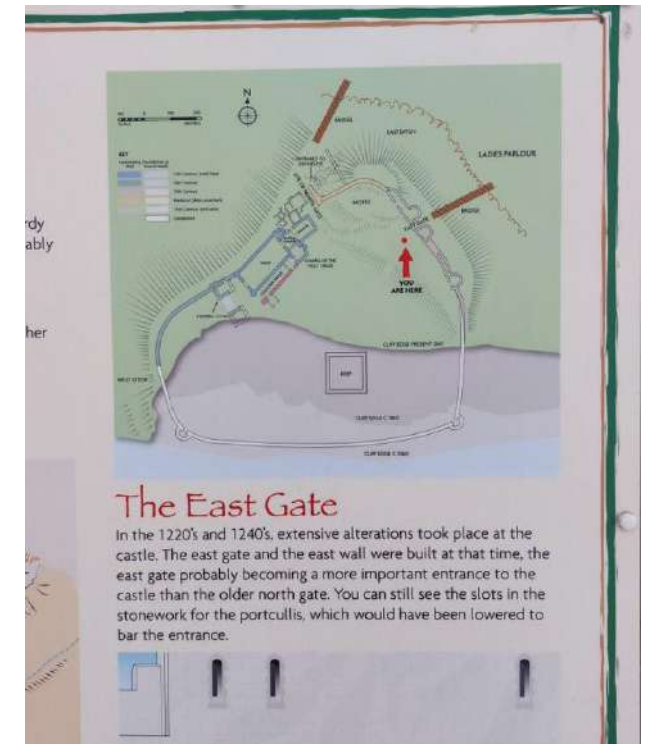 rdy
ably
her
N
BRIDGE
LADIES PARLOUR
BRIDGE
EAST GATE
YOU
ARE HERE
CLIFF EDGE PRESENT DAY
KEEP
WEST GATE
CLIFF EDGE C
CLIFF EDGE C
KEY
The East Gate
In the 1220's and 1240's, extensive alterations took place at the
castle. The east gate and the east wall were built at that time, the
east gate probably becoming a more important entrance to the
castle than the older north gate. You can still see the slots in the
stonework for the portcullis, which would have been lowered to
bar the entrance.